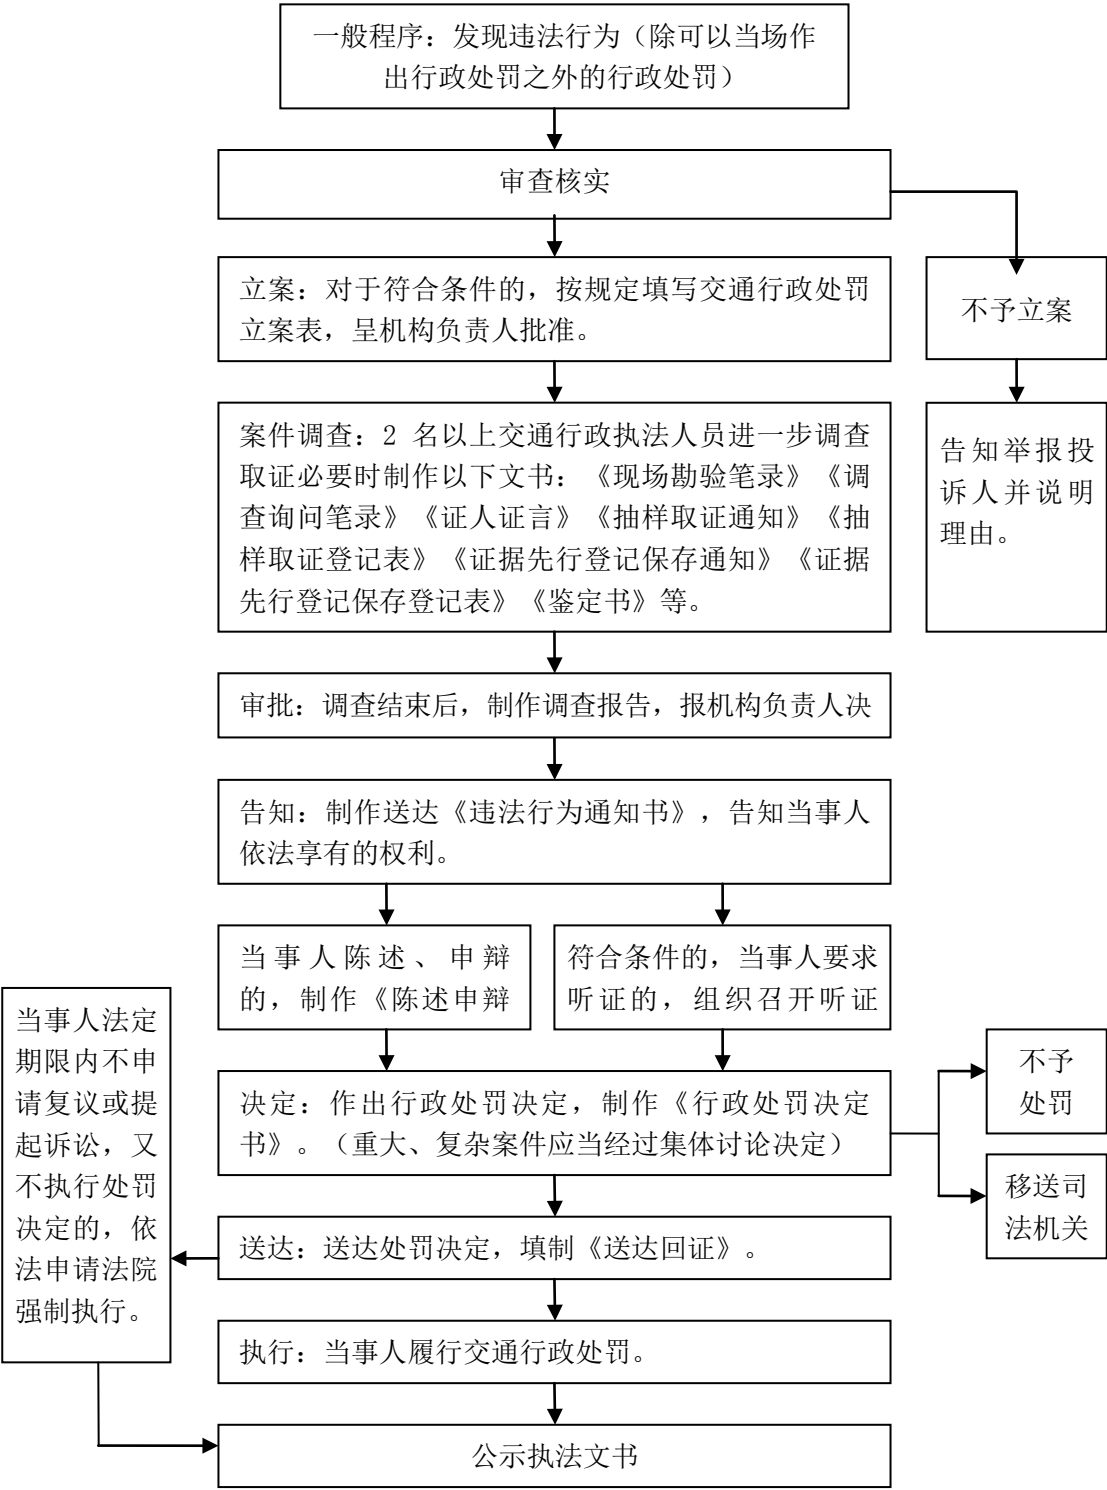 一般程序：发现违法行为（除可以当场作
出行政处罚之外的行政处罚）
审查核实
立案：对于符合条件的，按规定填写交通行政处罚
立案表，呈机构负责人批准。
不予立案
案件调查：2 名以上交通行政执法人员进一步调查
取证必要时制作以下文书：《现场勘验笔录》《调
查询问笔录》《证人证言》《抽样取证通知》《抽
样取证登记表》《证据先行登记保存通知》《证据
先行登记保存登记表》《鉴定书》等。
告知举报投
诉人并说明
理由。
审批：调查结束后，制作调查报告，报机构负责人决
告知：制作送达《违法行为通知书》，告知当事人
依法享有的权利。
当事人陈述、申辩
的，制作《陈述申辩
符合条件的，当事人要求
听证的，组织召开听证
当事人法定
期限内不申
请复议或提
起诉讼，又
不执行处罚
决定的，依
法申请法院
强制执行。
决定：作出行政处罚决定，制作《行政处罚决定
书》。（重大、复杂案件应当经过集体讨论决定）
不予
处罚
移送司
法机关
送达：送达处罚决定，填制《送达回证》。
执行：当事人履行交通行政处罚。
公示执法文书